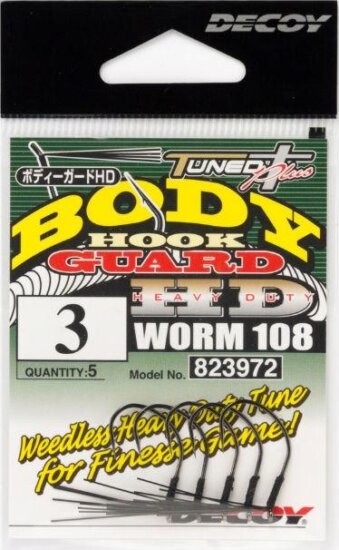 DECOY
ボディーガードHD
TUNED+ Plus
BODY
HOOK
GUARD
HD
HEAVY DUTY
3
WORM 108
QUANTITY:5
Model No. 823972
Weedless Heavy Duty Tune
for Finesse Game!
DECOY